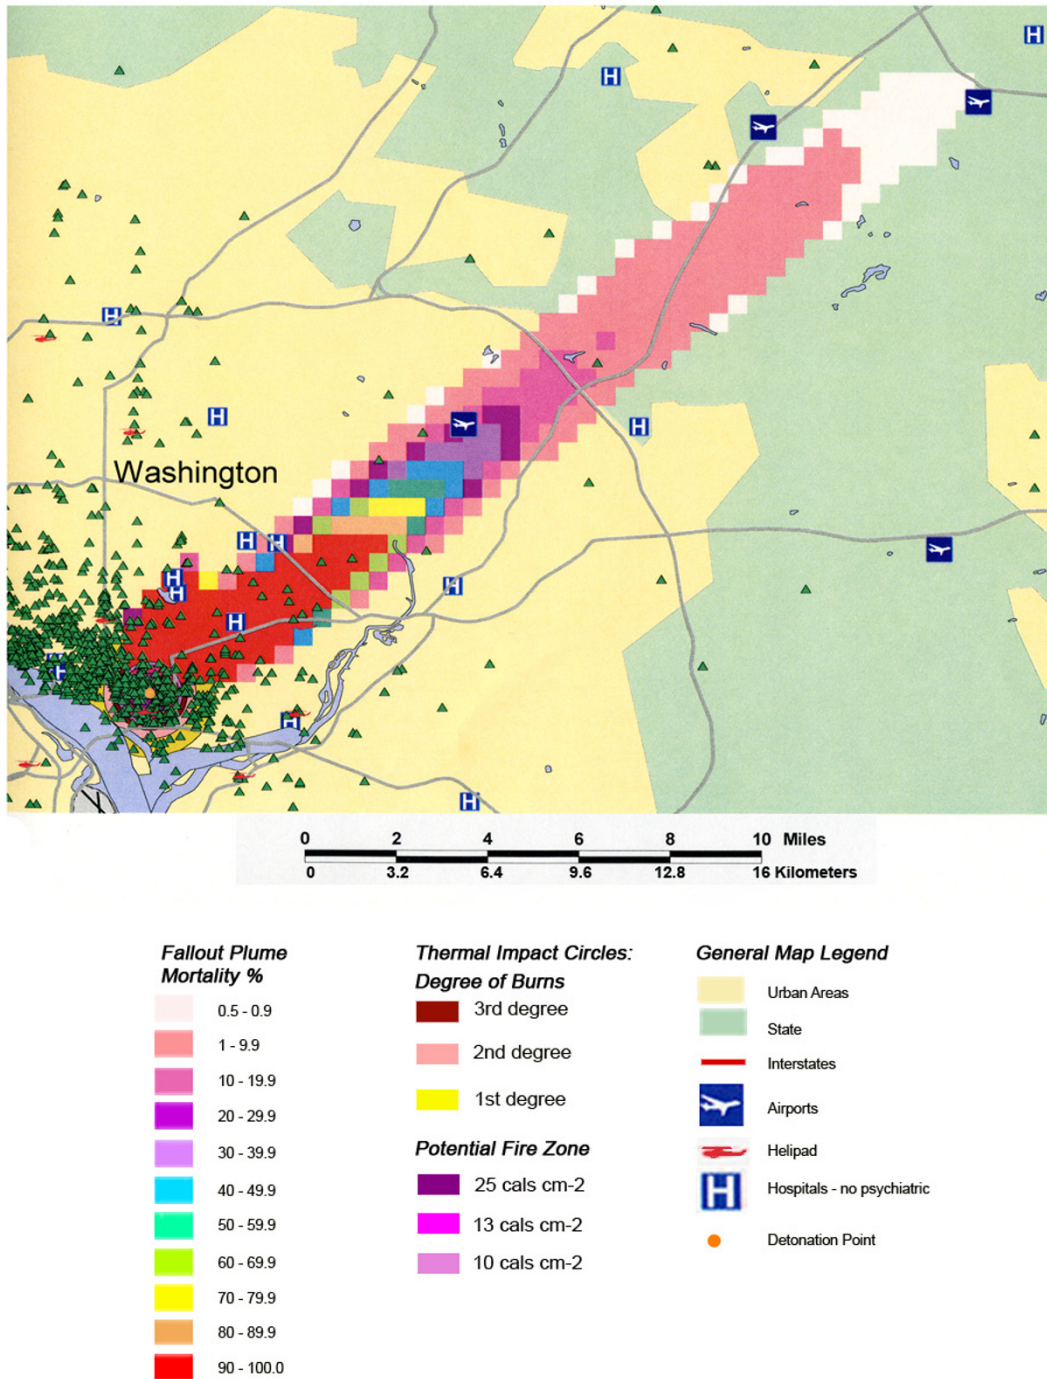 Washington
0 2 4 6 8 10 Miles
0 3.2 6.4 9.6 12.8 16 Kilometers
Fallout Plume
Mortality %
0.5 - 0.9
1 - 9.9
10 - 19.9
20 - 29.9
30 - 39.9
40 - 49.9
50 - 59.9
60 - 69.9
70 - 79.9
80 - 89.9
90 - 100.0
Thermal Impact Circles:
Degree of Burns
3rd degree
2nd degree
1st degree
Potential Fire Zone
25 cals cm-2
13 cals cm-2
10 cals cm-2
General Map Legend
Urban Areas
State
Interstates
Airports
Helipad
H Hospitals - no psychiatric
Detonation Point